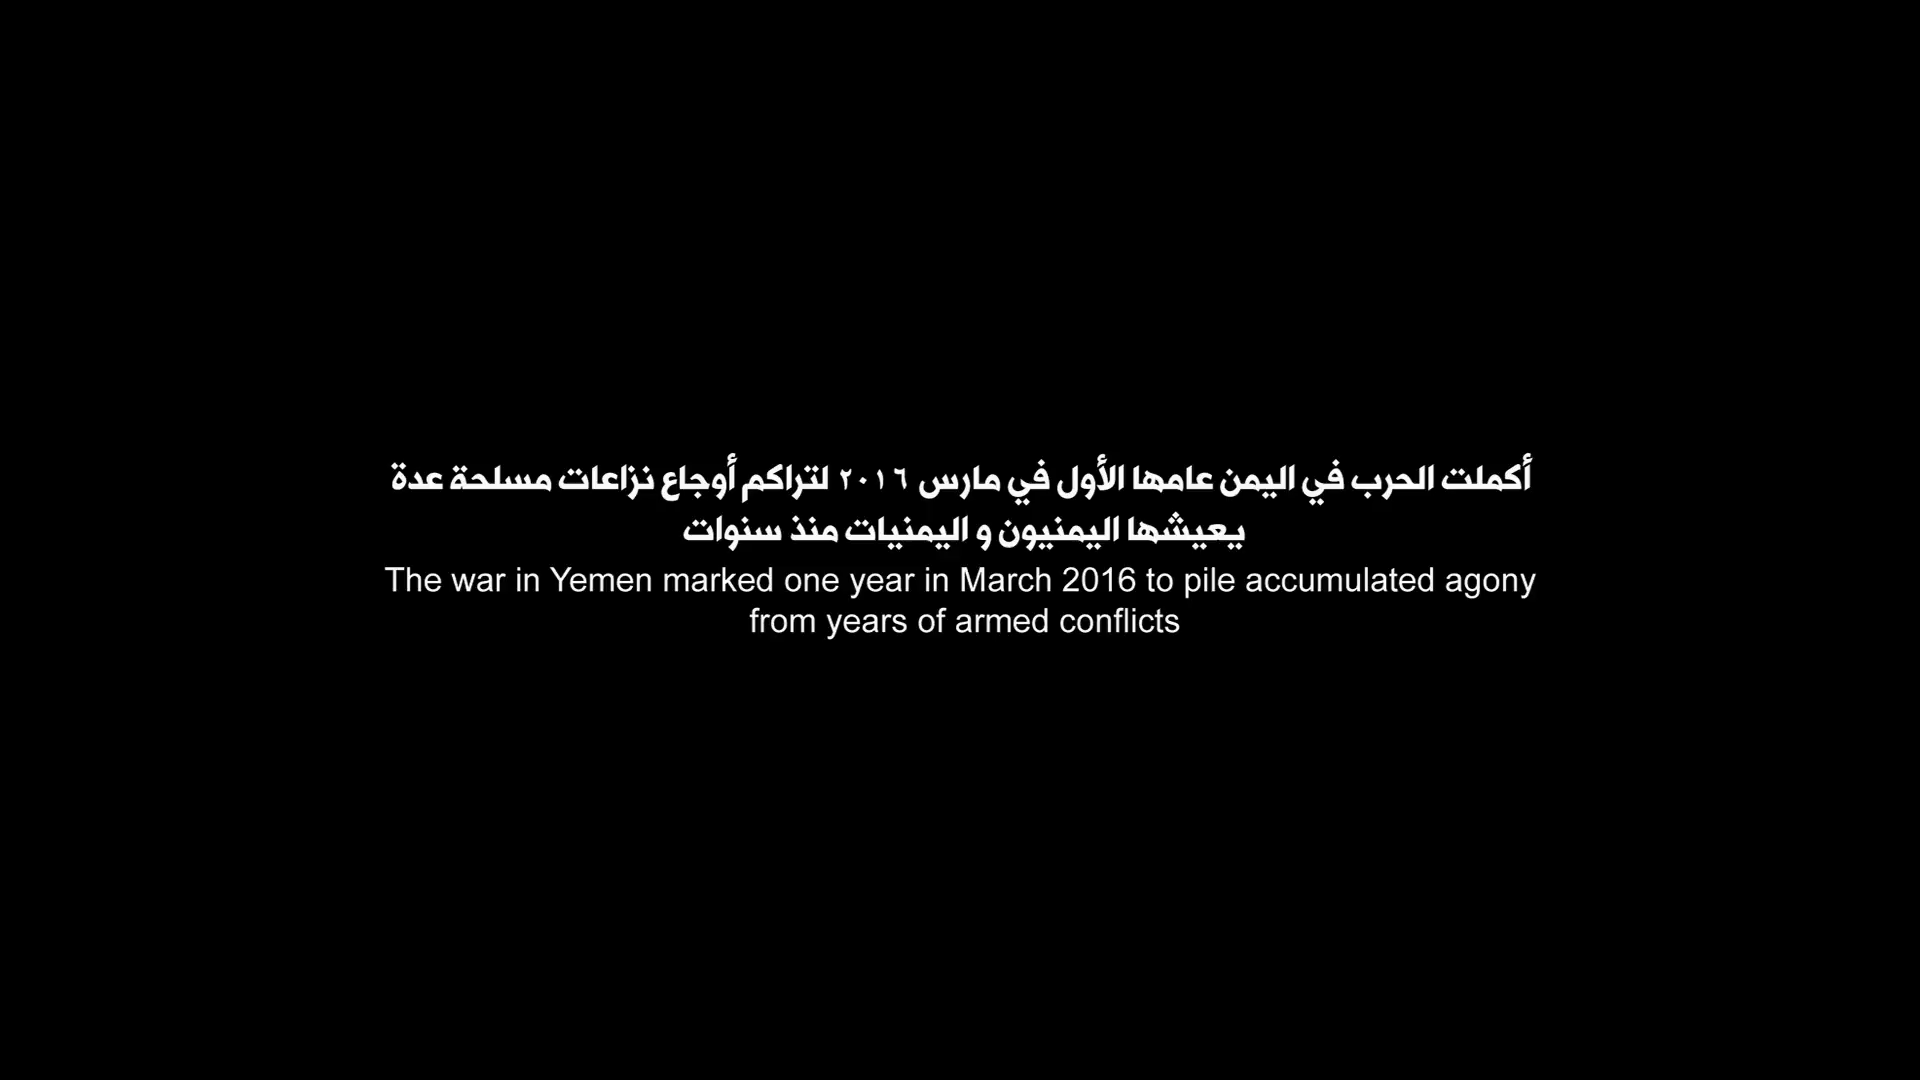 أكملت الحرب في اليمن عامها الأول في مارس ٢٠١٦ لتراكم أوجاع نزاعات مسلحة عدة
يعيشها اليمنيون و اليمنيات منذ سنوات
The war in Yemen marked one year in March 2016 to pile accumulated agony
from years of armed conflicts